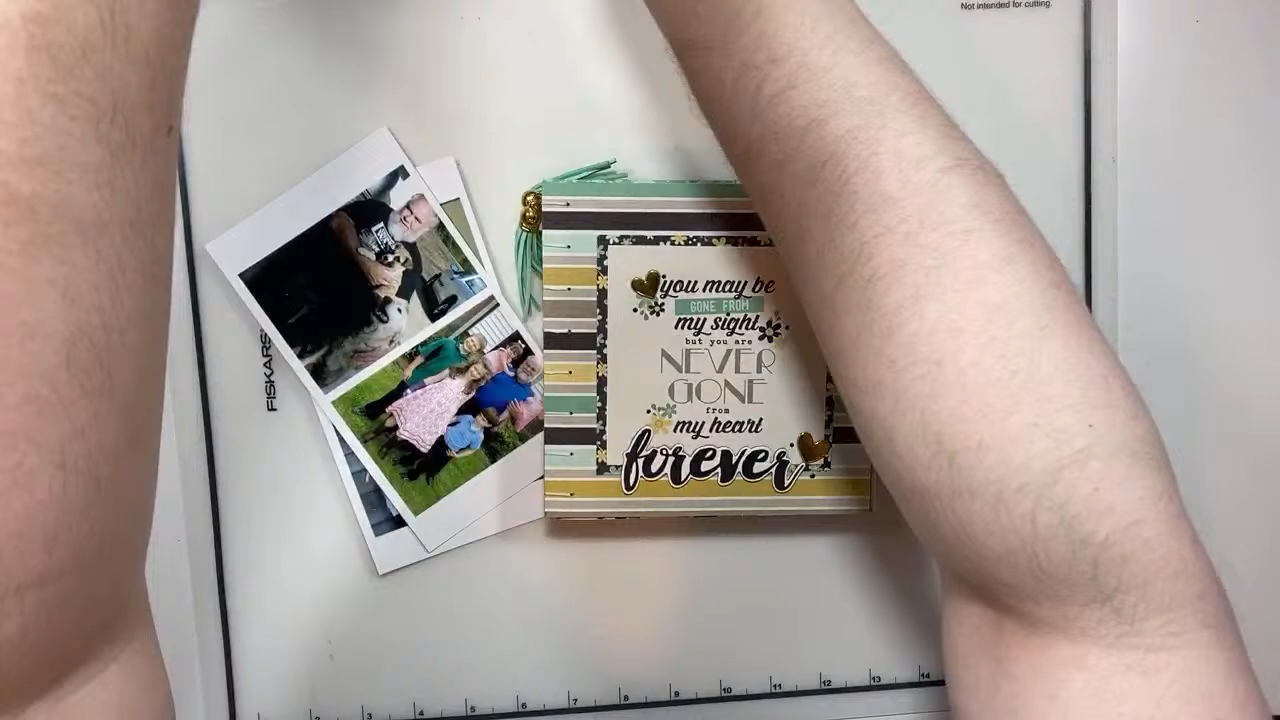 Not intended for cutting.
you may be
GONE FROM
my sight
but you are
NEVER
GONE
from
my heart
forever
FISKARS
2 3 4 5 6 7 8 9 10 11 12 13 14